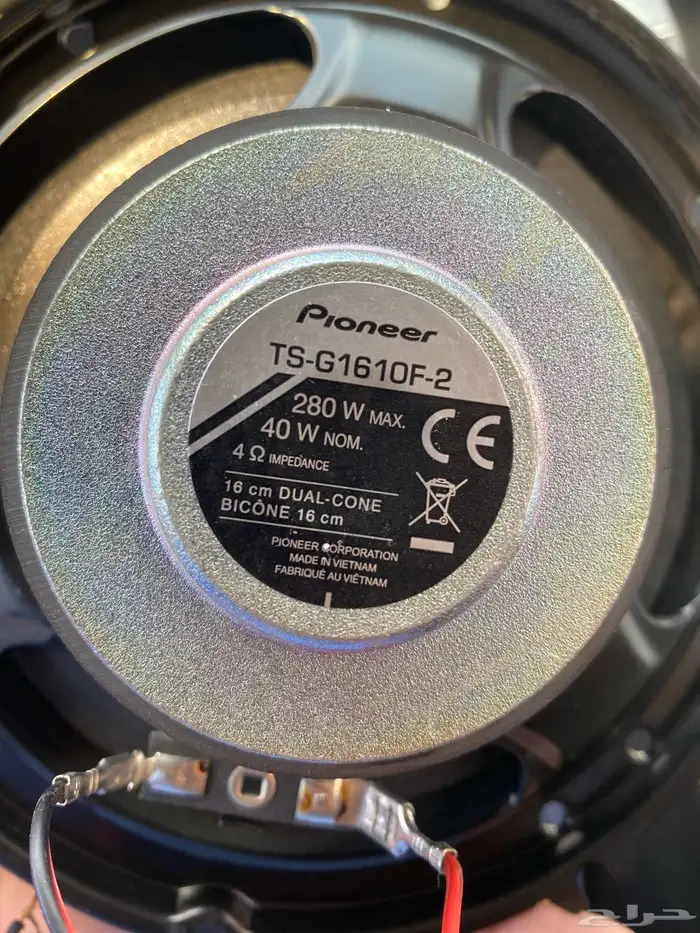 Pioneer
TS-G1610F-2
280 W MAX.
40 W NOM.
4 Ω IMPEDANCE
CE
16 cm DUAL-CONE
BICÔNE 16 cm
PIONEER CORPORATION
MADE IN VIETNAM
FABRIQUÉ AU VIÊTNAM
حراج